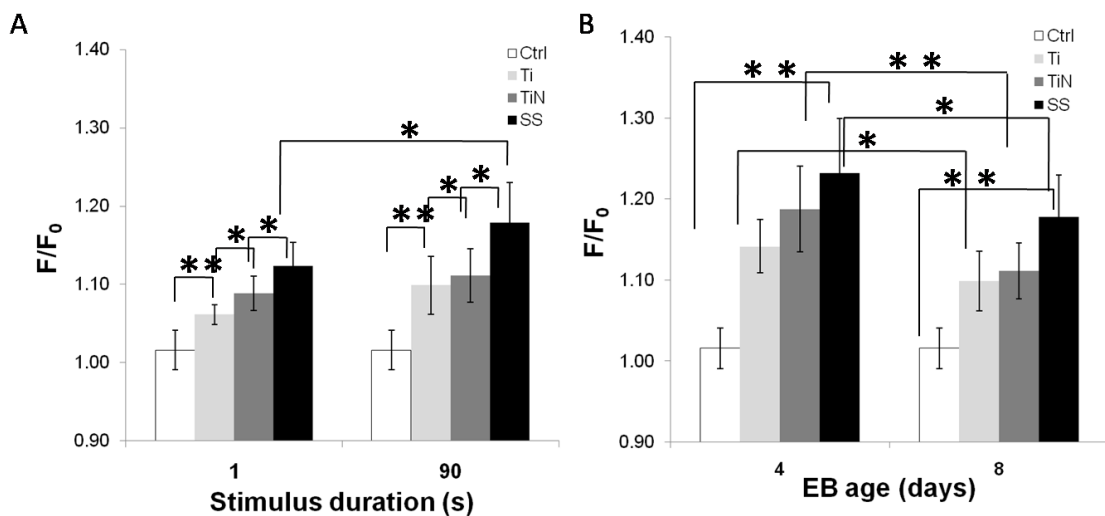 A
1.40
1.30
1.20
1.10
1.00
0.90
F/F0
Ctrl
Ti
TiN
SS
*
* *
*
*
* *
*
*
1
90
Stimulus duration (s)
B
1.40
1.30
1.20
1.10
1.00
0.90
F/F0
Ctrl
Ti
TiN
SS
* *
* *
*
*
* *
4
8
EB age (days)